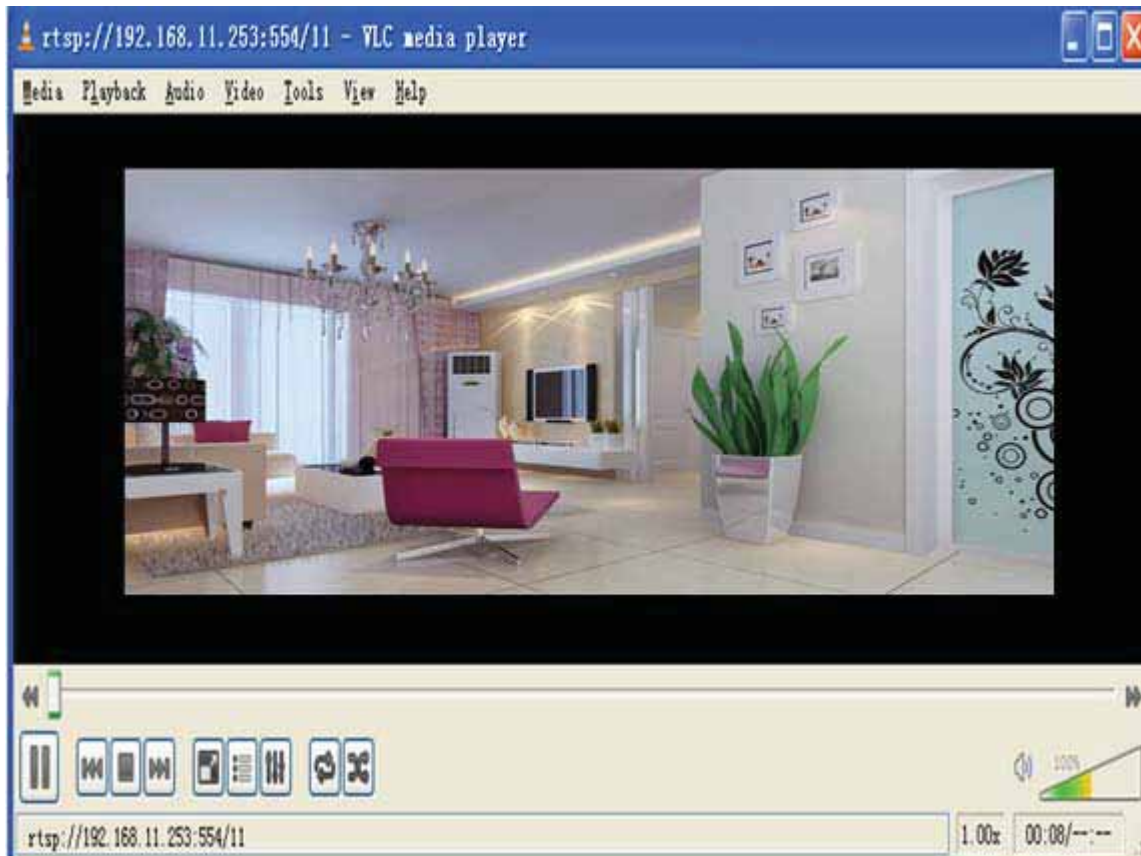 rtsp://192.168.11.253:554/11 - VLC media player
Media Playback Audio Video Tools View Help
100%
rtsp://192.168.11.253:554/11 1.00x 00:08/--:--